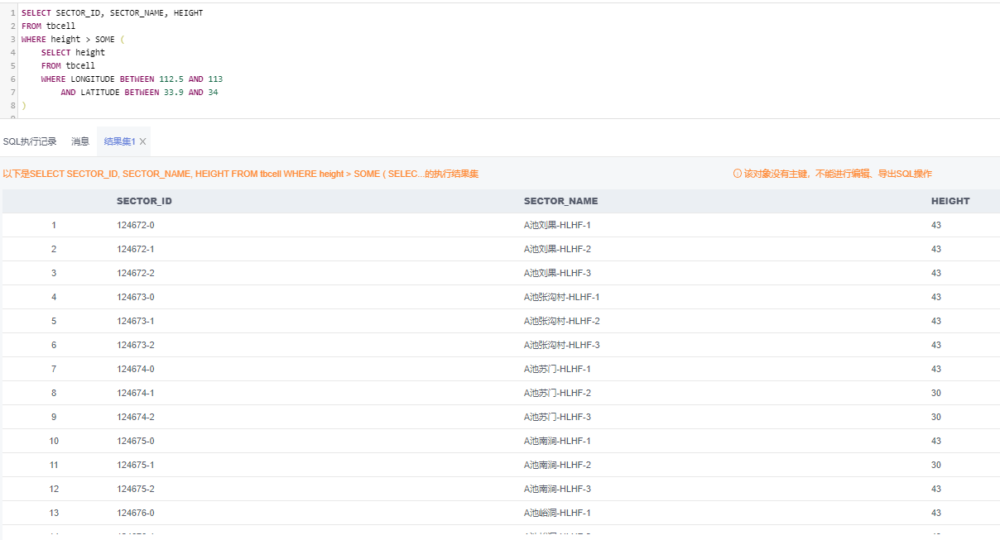 1 SELECT SECTOR_ID, SECTOR_NAME, HEIGHT
2 FROM tbcell
3 WHERE height > SOME (
4 SELECT height
5 FROM tbcell
6 WHERE LONGITUDE BETWEEN 112.5 AND 113
7 AND LATITUDE BETWEEN 33.9 AND 34
8 )
SQL执行记录 消息 结果集1 X
以下是SELECT SECTOR_ID, SECTOR_NAME, HEIGHT FROM tbcell WHERE height > SOME ( SELEC...的执行结果集 该对象没有主键，不能进行编辑、导出SQL操作
SECTOR_ID SECTOR_NAME HEIGHT
1 124672-0 A池刘果-HLHF-1 43
2 124672-1 A池刘果-HLHF-2 43
3 124672-2 A池刘果-HLHF-3 43
4 124673-0 A池张沟村-HLHF-1 43
5 124673-1 A池张沟村-HLHF-2 43
6 124673-2 A池张沟村-HLHF-3 43
7 124674-0 A池苏门-HLHF-1 43
8 124674-1 A池苏门-HLHF-2 30
9 124674-2 A池苏门-HLHF-3 30
10 124675-0 A池南涧-HLHF-1 43
11 124675-1 A池南涧-HLHF-2 30
12 124675-2 A池南涧-HLHF-3 43
13 124676-0 A池峪洞-HLHF-1 43